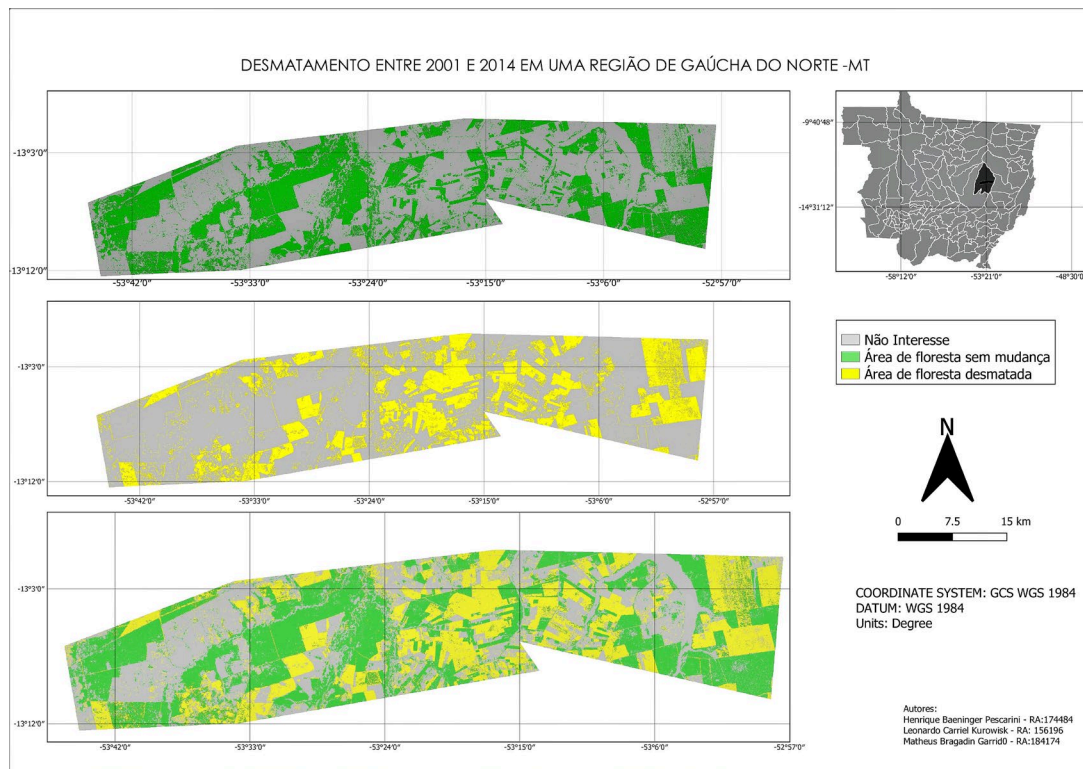 DESMATAMENTO ENTRE 2001 E 2014 EM UMA REGIÃO DE GAÚCHA DO NORTE -MT
-13°3'0"
-13°12'0"
-53°42'0" -53°33'0" -53°24'0" -53°15'0" -53°6'0" -52°57'0"
-9°40'48"
-14°31'12"
-58°12'0" -53°21'0" -48°30'0"
-13°3'0"
-13°12'0"
-53°42'0" -53°33'0" -53°24'0" -53°15'0" -53°6'0" -52°57'0"
Não Interesse
Área de floresta sem mudança
Área de floresta desmatada
N
0 7.5 15 km
-13°3'0"
-13°12'0"
-53°42'0" -53°33'0" -53°24'0" -53°15'0" -53°6'0" -52°57'0"
COORDINATE SYSTEM: GCS WGS 1984
DATUM: WGS 1984
Units: Degree
Autores:
Henrique Baeninger Pescarini - RA:174484
Leonardo Carriel Kurowisk - RA: 156196
Matheus Bragadin Garrid0 - RA:184174